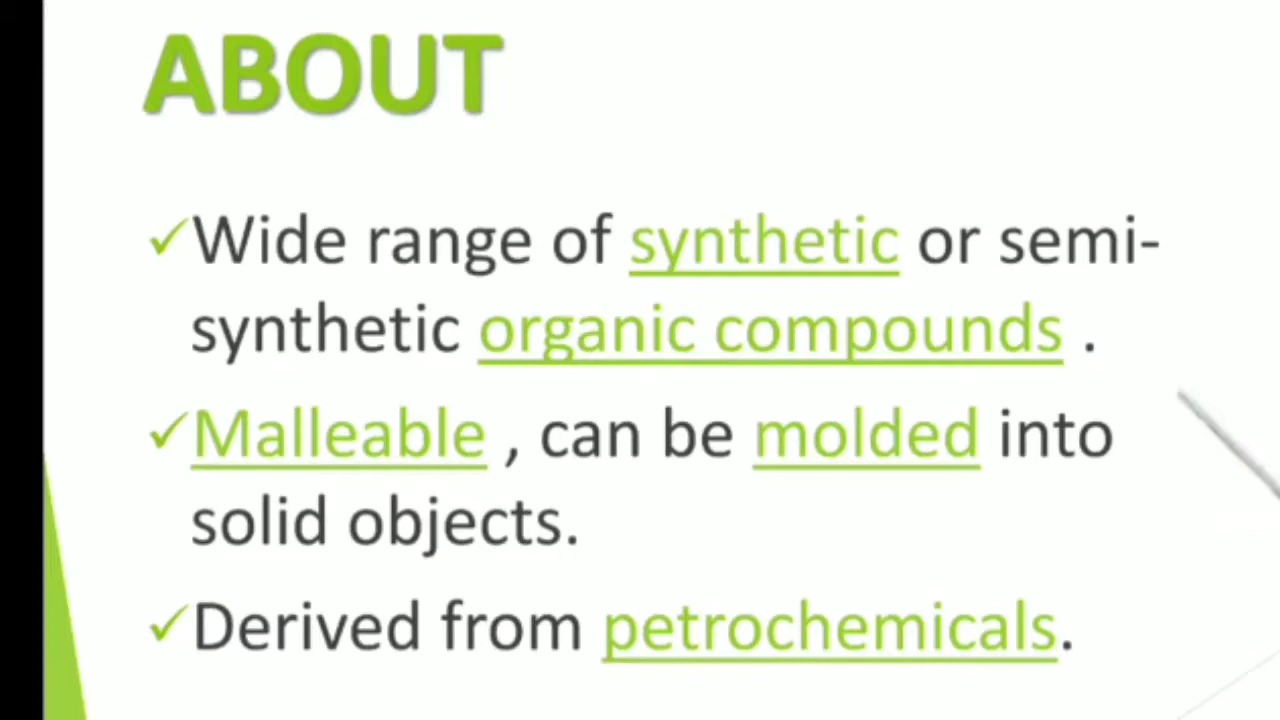 ABOUT
✓Wide range of synthetic or semi-
synthetic organic compounds .
✓Malleable , can be molded into
solid objects.
✓Derived from petrochemicals.